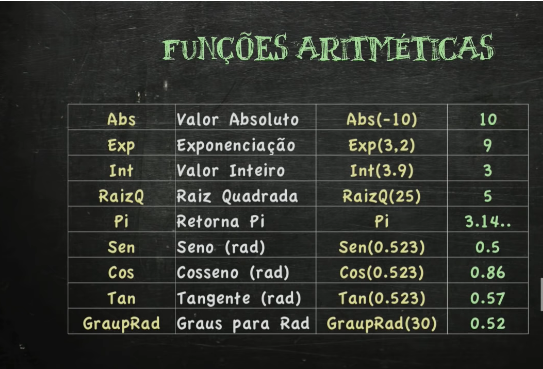 FUNÇÕES ARITMÉTICAS
Abs Valor Absoluto Abs(-10) 10
Exp Exponenciação Exp(3,2) 9
Int Valor Inteiro Int(3.9) 3
RaizQ Raiz Quadrada RaizQ(25) 5
Pi Retorna Pi Pi 3.14..
Sen Seno (rad) Sen(0.523) 0.5
Cos Cosseno (rad) Cos(0.523) 0.86
Tan Tangente (rad) Tan(0.523) 0.57
GraupRad Graus para Rad GraupRad(30) 0.52